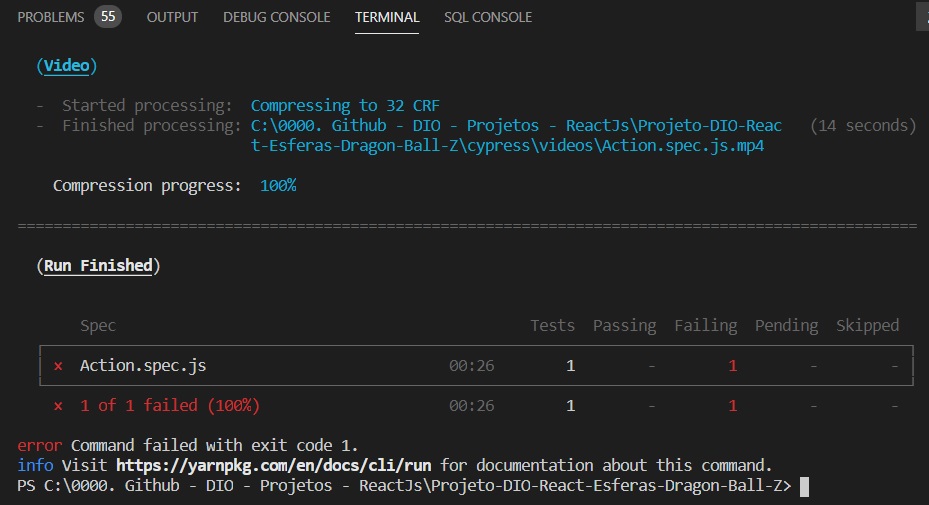 PROBLEMS 55 OUTPUT DEBUG CONSOLE TERMINAL SQL CONSOLE
(Video)
- Started processing: Compressing to 32 CRF
- Finished processing: C:\0000. Github - DIO - Projetos - ReactJs\Projeto-DIO-Reac (14 seconds)
t-Esferas-Dragon-Ball-Z\cypress\videos\Action.spec.js.mp4
Compression progress: 100%
====================================================================================================
(Run Finished)
Spec Tests Passing Failing Pending Skipped
× Action.spec.js 00:26 1 - 1 - -
× 1 of 1 failed (100%) 00:26 1 - 1 - -
error Command failed with exit code 1.
info Visit https://yarnpkg.com/en/docs/cli/run for documentation about this command.
PS C:\0000. Github - DIO - Projetos - ReactJs\Projeto-DIO-React-Esferas-Dragon-Ball-Z>